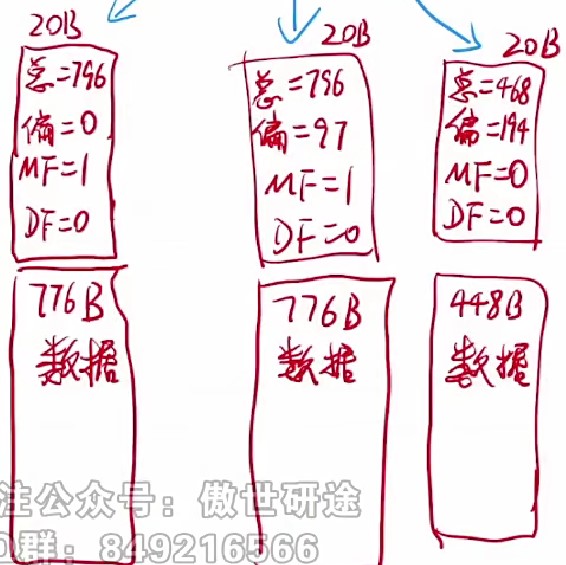 20B
总=796
偏=0
MF=1
DF=0
776B
数据
20B
总=796
偏=97
MF=1
DF=0
776B
数据
20B
总=468
偏=194
MF=0
DF=0
448B
数据
注公众号：傲世研途
Q群：849216566